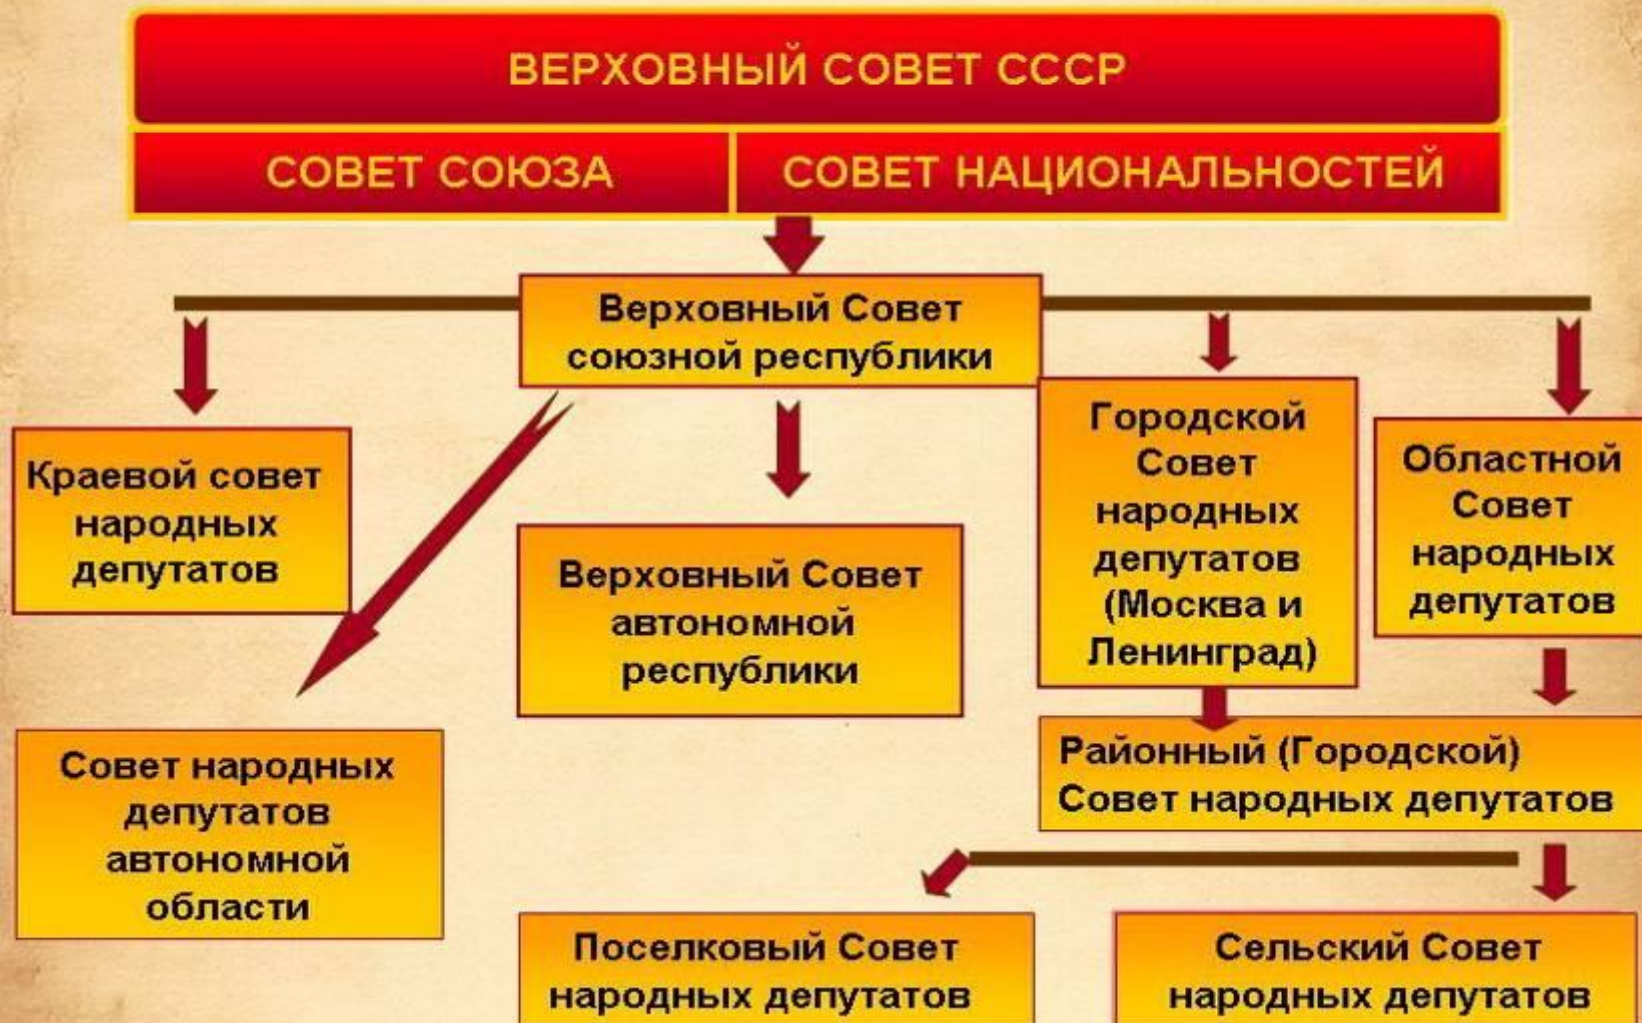 ВЕРХОВНЫЙ СОВЕТ СССР
СОВЕТ СОЮЗА
СОВЕТ НАЦИОНАЛЬНОСТЕЙ
Верховный Совет
союзной республики
Краевой совет
народных
депутатов
Верховный Совет
автономной
республики
Городской
Совет
народных
депутатов
(Москва и
Ленинград)
Областной
Совет
народных
депутатов
Совет народных
депутатов
автономной
области
Районный (Городской)
Совет народных депутатов
Поселковый Совет
народных депутатов
Сельский Совет
народных депутатов